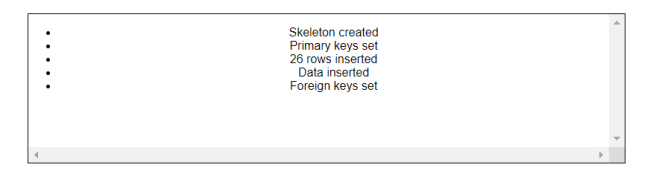 Skeleton created
Primary keys set
26 rows inserted
Data inserted
Foreign keys set